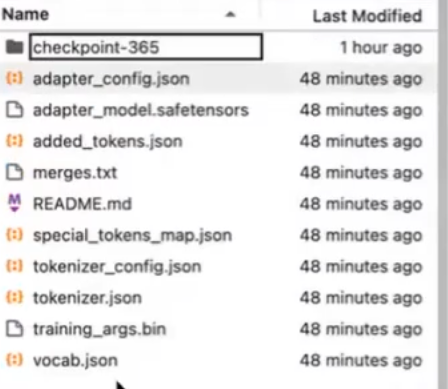 Name Last Modified
checkpoint-365 1 hour ago
adapter_config.json 48 minutes ago
adapter_model.safetensors 48 minutes ago
added_tokens.json 48 minutes ago
merges.txt 48 minutes ago
README.md 48 minutes ago
special_tokens_map.json 48 minutes ago
tokenizer_config.json 48 minutes ago
tokenizer.json 48 minutes ago
training_args.bin 48 minutes ago
vocab.json 48 minutes ago